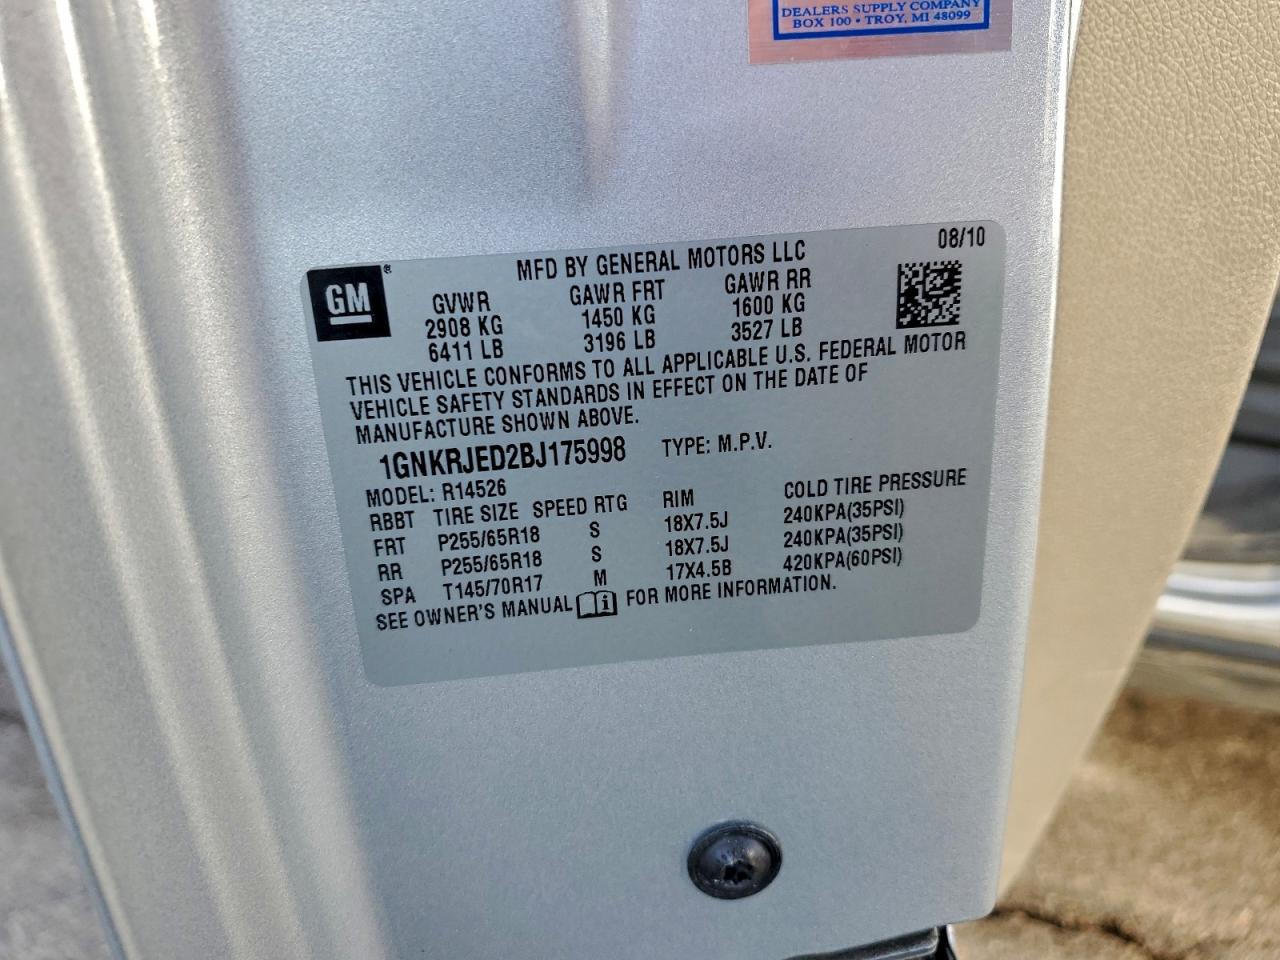 DEALERS SUPPLY COMPANY
BOX 100 • TROY, MI 48099
08/10
MFD BY GENERAL MOTORS LLC
GM®
GVWR GAWR FRT GAWR RR
2908 KG 1450 KG 1600 KG
6411 LB 3196 LB 3527 LB
THIS VEHICLE CONFORMS TO ALL APPLICABLE U.S. FEDERAL MOTOR
VEHICLE SAFETY STANDARDS IN EFFECT ON THE DATE OF
MANUFACTURE SHOWN ABOVE.
1GNKRJED2BJ175998 TYPE: M.P.V.
MODEL: R14526
RBBT TIRE SIZE SPEED RTG RIM COLD TIRE PRESSURE
FRT P255/65R18 S 18X7.5J 240KPA(35PSI)
RR P255/65R18 S 18X7.5J 240KPA(35PSI)
SPA T145/70R17 M 17X4.5B 420KPA(60PSI)
SEE OWNER'S MANUAL FOR MORE INFORMATION.